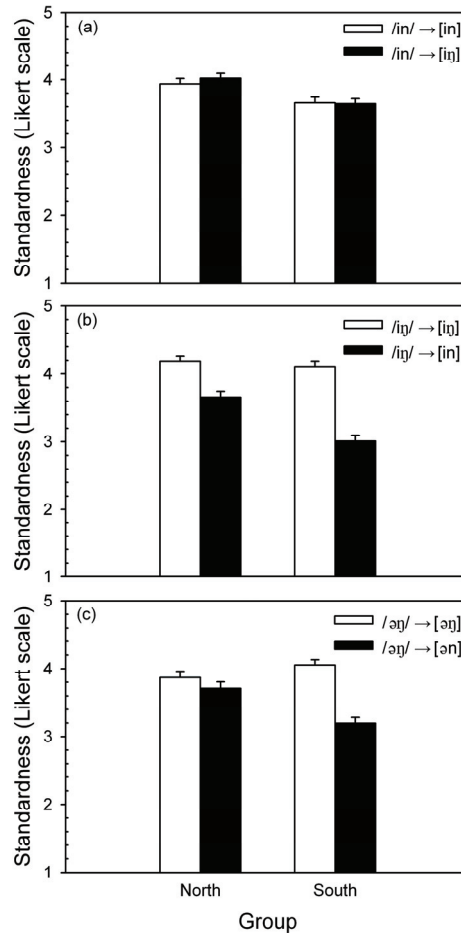 (a)
/in/ → [in]
/in/ → [iŋ]
Standardness (Likert scale)
5
4
3
2
1
(b)
/iŋ/ → [iŋ]
/iŋ/ → [in]
Standardness (Likert scale)
5
4
3
2
1
(c)
/əŋ/ → [əŋ]
/əŋ/ → [ən]
Standardness (Likert scale)
5
4
3
2
1
North South
Group